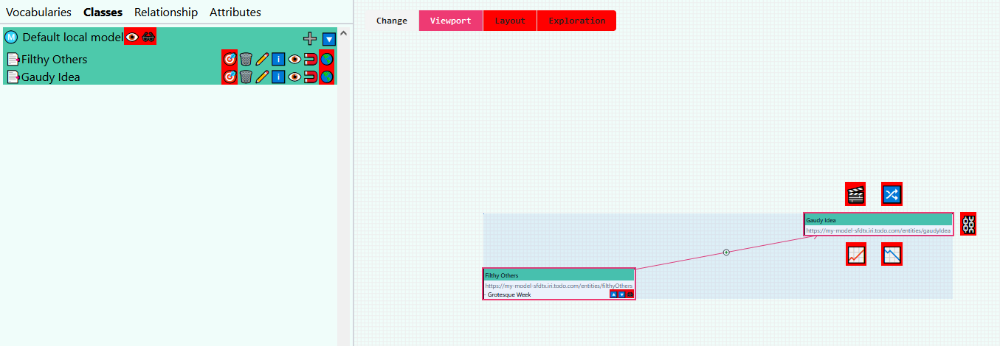 Vocabularies Classes Relationship Attributes
M Default local model
Filthy Others
i
Gaudy Idea
i
Change Viewport Layout Exploration
Gaudy Idea
https://my-model-sfdtx.iri.todo.com/entities/gaudyIdea
Filthy Others
https://my-model-sfdtx.iri.todo.com/entities/filthyOthers
- Grotesque Week